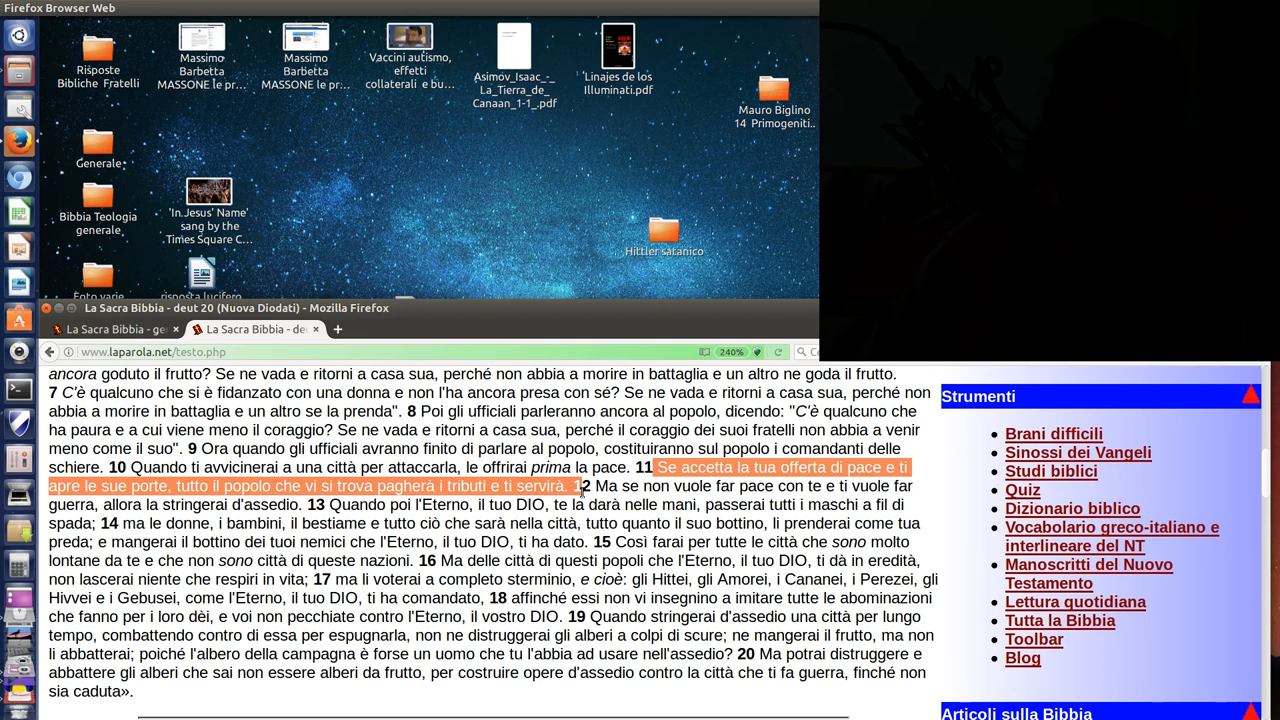 Firefox Browser Web
Risposte
Bibliche Fratelli
Massimo
Barbetta
MASSONE le pr...
Massimo
Barbetta
MASSONE le pr...
Vaccini autismo
effetti
collaterali e bu...
Asimov_Isaac_-_
La_Tierra_de_
Canaan_1-1_.pdf
Linajes de los
Illuminati.pdf
Mauro Biglino
14 Primogeniti..
Generale
Bibbia Teologia
generale
'In Jesus' Name'
sang by the
Times Square C...
Hittler satanico
Foto varie
risposta lucifero
La Sacra Bibbia - deut 20 (Nuova Diodati) - Mozilla Firefox
La Sacra Bibbia - ge
La Sacra Bibbia - de
www.laparola.net/testo.php
240%
ancora goduto il frutto? Se ne vada e ritorni a casa sua, perché non abbia a morire in battaglia e un altro ne goda il frutto.
7 C'è qualcuno che si è fidanzato con una donna e non l'ha ancora presa con sé? Se ne vada e ritorni a casa sua, perché non
abbia a morire in battaglia e un altro se la prenda". 8 Poi gli ufficiali parleranno ancora al popolo, dicendo: "C'è qualcuno che
ha paura e a cui viene meno il coraggio? Se ne vada e ritorni a casa sua, perché il coraggio dei suoi fratelli non abbia a venir
meno come il suo". 9 Ora quando gli ufficiali avranno finito di parlare al popolo, costituiranno sul popolo i comandanti delle
schiere. 10 Quando ti avvicinerai a una città per attaccarla, le offrirai prima la pace. 11 Se accetta la tua offerta di pace e ti
apre le sue porte, tutto il popolo che vi si trova pagherà i tributi e ti servirà. 12 Ma se non vuole far pace con te e ti vuole far
guerra, allora la stringerai d'assedio. 13 Quando poi l'Eterno, il tuo DIO, te la darà nelle mani, passerai tutti i maschi a fil di
spada; 14 ma le donne, i bambini, il bestiame e tutto ciò che sarà nella città, tutto quanto il suo bottino, li prenderai come tua
preda; e mangerai il bottino dei tuoi nemici che l'Eterno, il tuo DIO, ti ha dato. 15 Così farai per tutte le città che sono molto
lontane da te e che non sono città di queste nazioni. 16 Ma delle città di questi popoli che l'Eterno, il tuo DIO, ti dà in eredità,
non lascerai niente che respiri in vita; 17 ma li voterai a completo sterminio, e cioè: gli Hittei, gli Amorei, i Cananei, i Perezei, gli
Hivvei e i Gebusei, come l'Eterno, il tuo DIO, ti ha comandato, 18 affinché essi non vi insegnino a imitare tutte le abominazioni
che fanno per i loro dèi, e voi non pecchiate contro l'Eterno, il vostro DIO. 19 Quando stringerai d'assedio una città per lungo
tempo, combattendo contro di essa per espugnarla, non ne distruggerai gli alberi a colpi di scure; ne mangerai il frutto, ma non
li abbatterai; poiché l'albero della campagna è forse un uomo che tu l'abbia ad usare nell'assedio? 20 Ma potrai distruggere e
abbattere gli alberi che sai non essere alberi da frutto, per costruire opere d'assedio contro la città che ti fa guerra, finché non
sia caduta».
Strumenti
Brani difficili
Sinossi dei Vangeli
Studi biblici
Quiz
Dizionario biblico
Vocabolario greco-italiano e
interlineare del NT
Manoscritti del Nuovo
Testamento
Lettura quotidiana
Tutta la Bibbia
Toolbar
Blog
Articoli sulla Bibbia